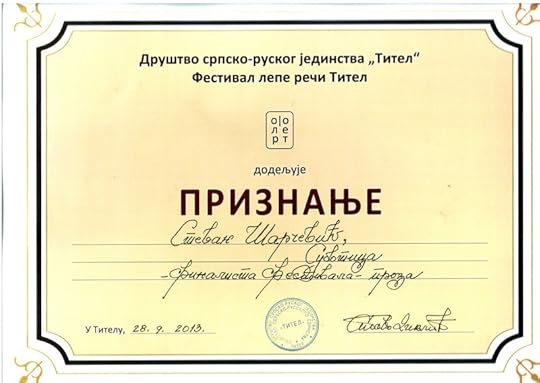 Друштво српско-руског јединства „Тител“
Фестивал лепе речи Тител
о|о
л|е
р|т
додељује
ПРИЗНАЊЕ
Стеван Шарчевић,
Суботица
-финалиста Фестивала- проза
У Тителу, 28. 9. 2013.
„ТИТЕЛ“